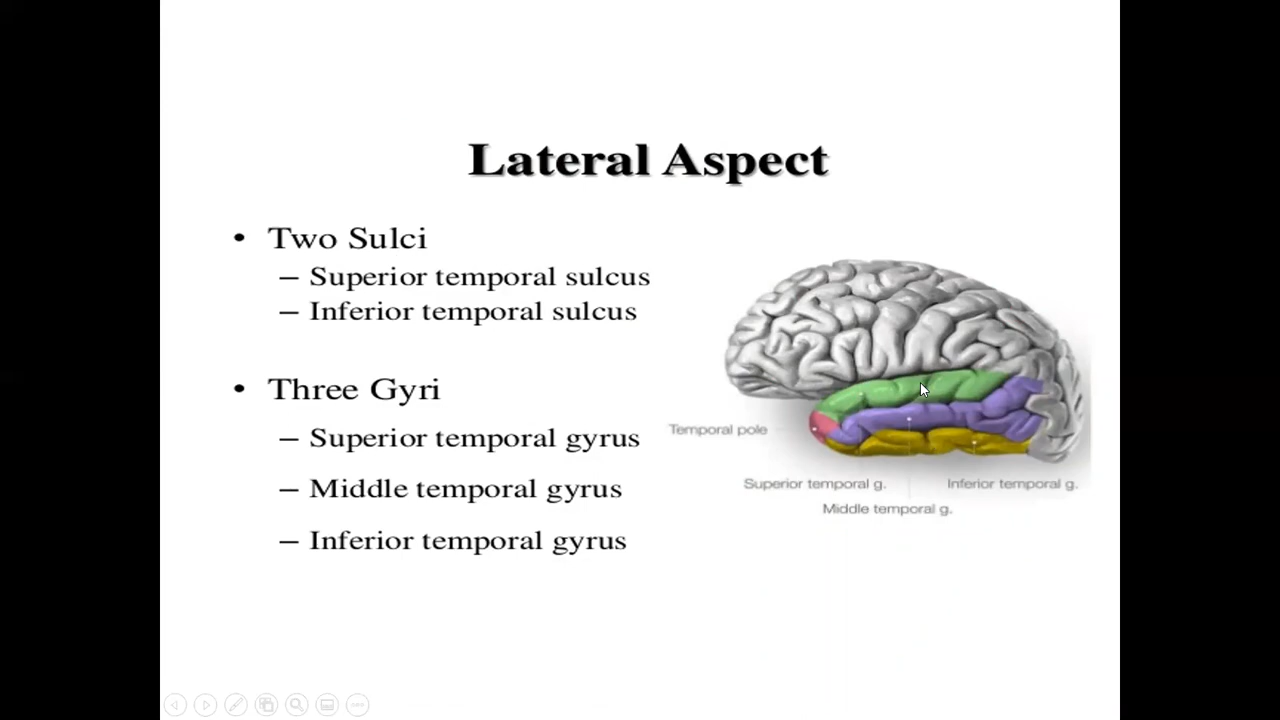 Lateral Aspect
• Two Sulci
– Superior temporal sulcus
– Inferior temporal sulcus
• Three Gyri
– Superior temporal gyrus
– Middle temporal gyrus
– Inferior temporal gyrus
Temporal pole
Superior temporal g.
Inferior temporal g.
Middle temporal g.